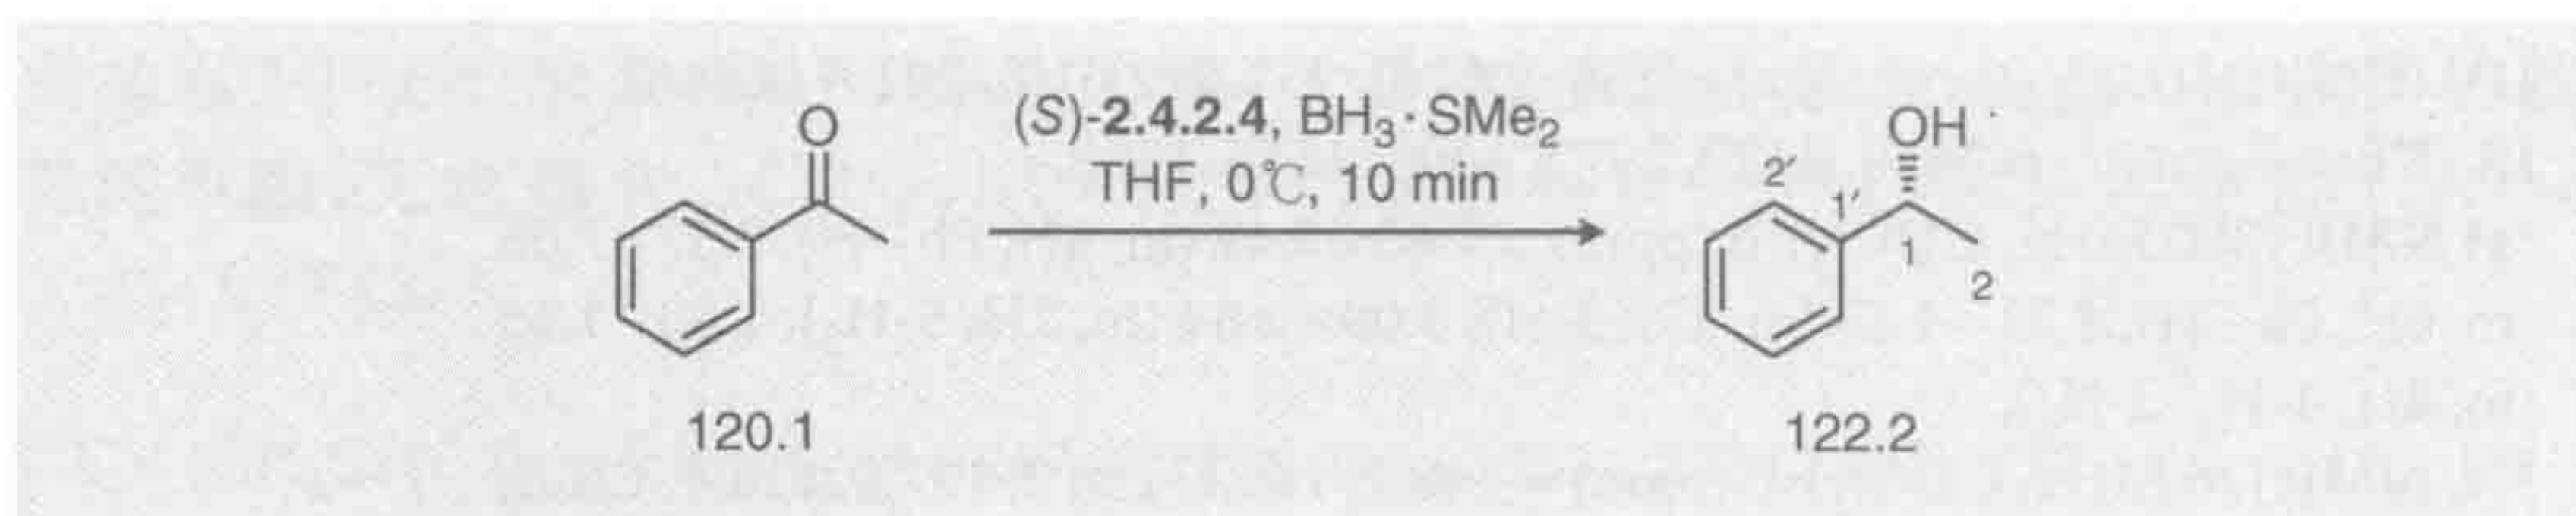 O
(S)-2.4.2.4, BH₃·SMe₂
THF, 0℃, 10 min
OH
2′
1′
1
2
120.1
122.2